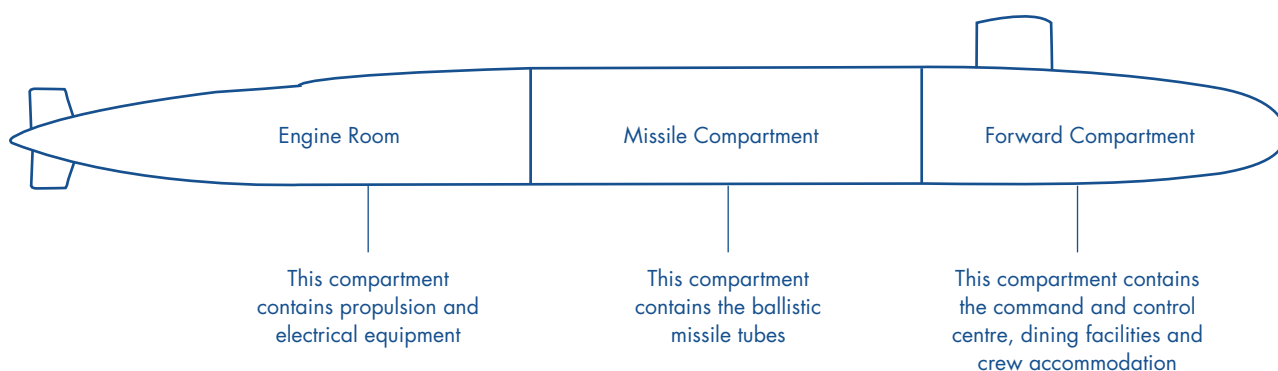 Engine Room
Missile Compartment
Forward Compartment
This compartment
contains propulsion and
electrical equipment
This compartment
contains the ballistic
missile tubes
This compartment contains
the command and control
centre, dining facilities and
crew accommodation